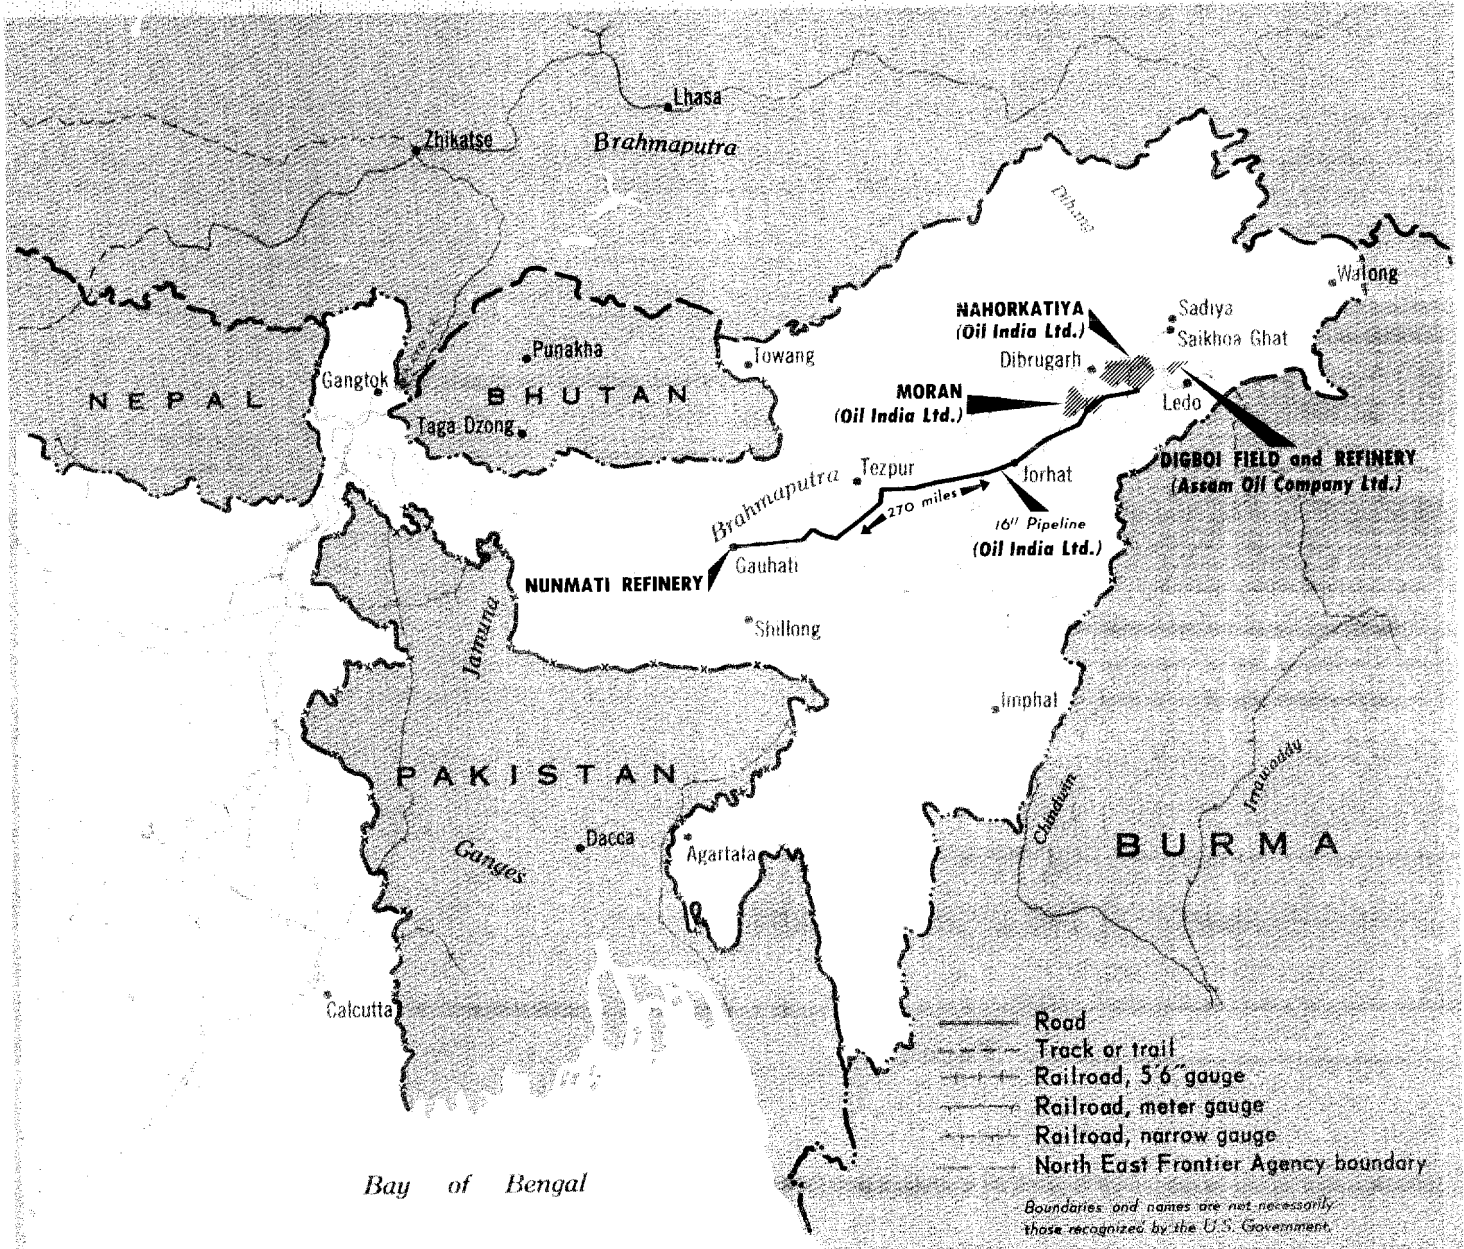 Lhasa
Zhikatse
Brahmaputra
Dihang
Walong
NAHORKATIYA
(Oil India Ltd.)
Sadiya
Saikhoa Ghat
Dibrugarh
Punakha
Towang
Gangtok
NEPAL
BHUTAN
MORAN
(Oil India Ltd.)
Ledo
Taga Dzong
DIGBOI FIELD and REFINERY
(Assam Oil Company Ltd.)
Tezpur
Jorhat
Brahmaputra
270 miles
16" Pipeline
(Oil India Ltd.)
Gauhati
NUNMATI REFINERY
Jamuna
Shillong
Imphal
PAKISTAN
Irrawaddy
Chindwin
BURMA
Dacca
Ganges
Agartala
Calcutta
Road
Track or trail
Railroad, 5'6" gauge
Railroad, meter gauge
Railroad, narrow gauge
North East Frontier Agency boundary
Bay of Bengal
Boundaries and names are not necessarily
those recognized by the U.S. Government.